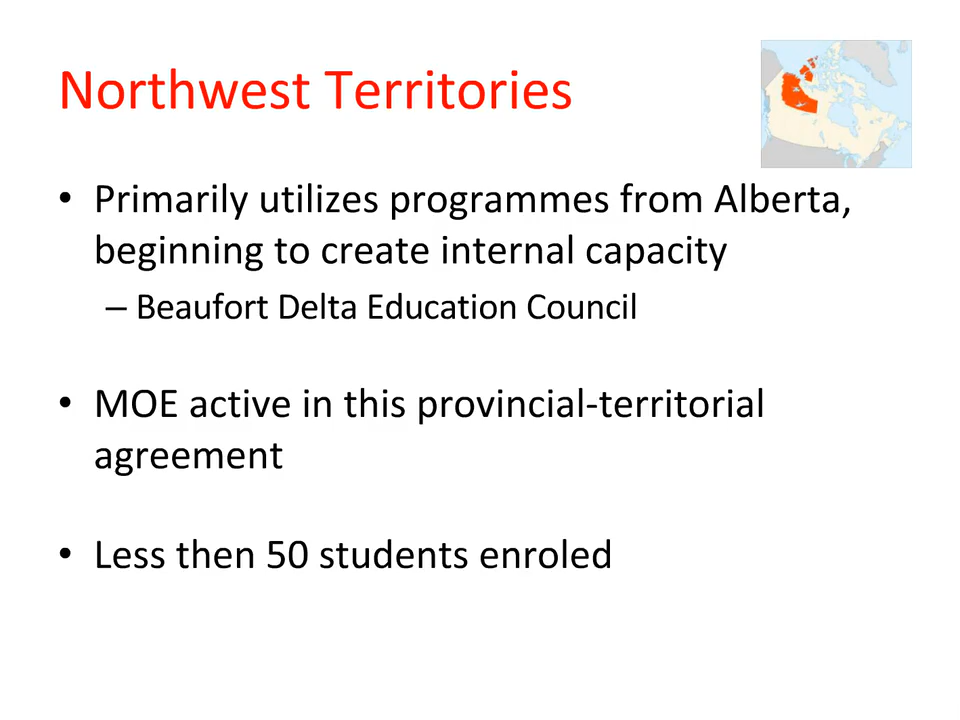 Northwest Territories
• Primarily utilizes programmes from Alberta,
beginning to create internal capacity
– Beaufort Delta Education Council
• MOE active in this provincial-territorial
agreement
• Less then 50 students enroled